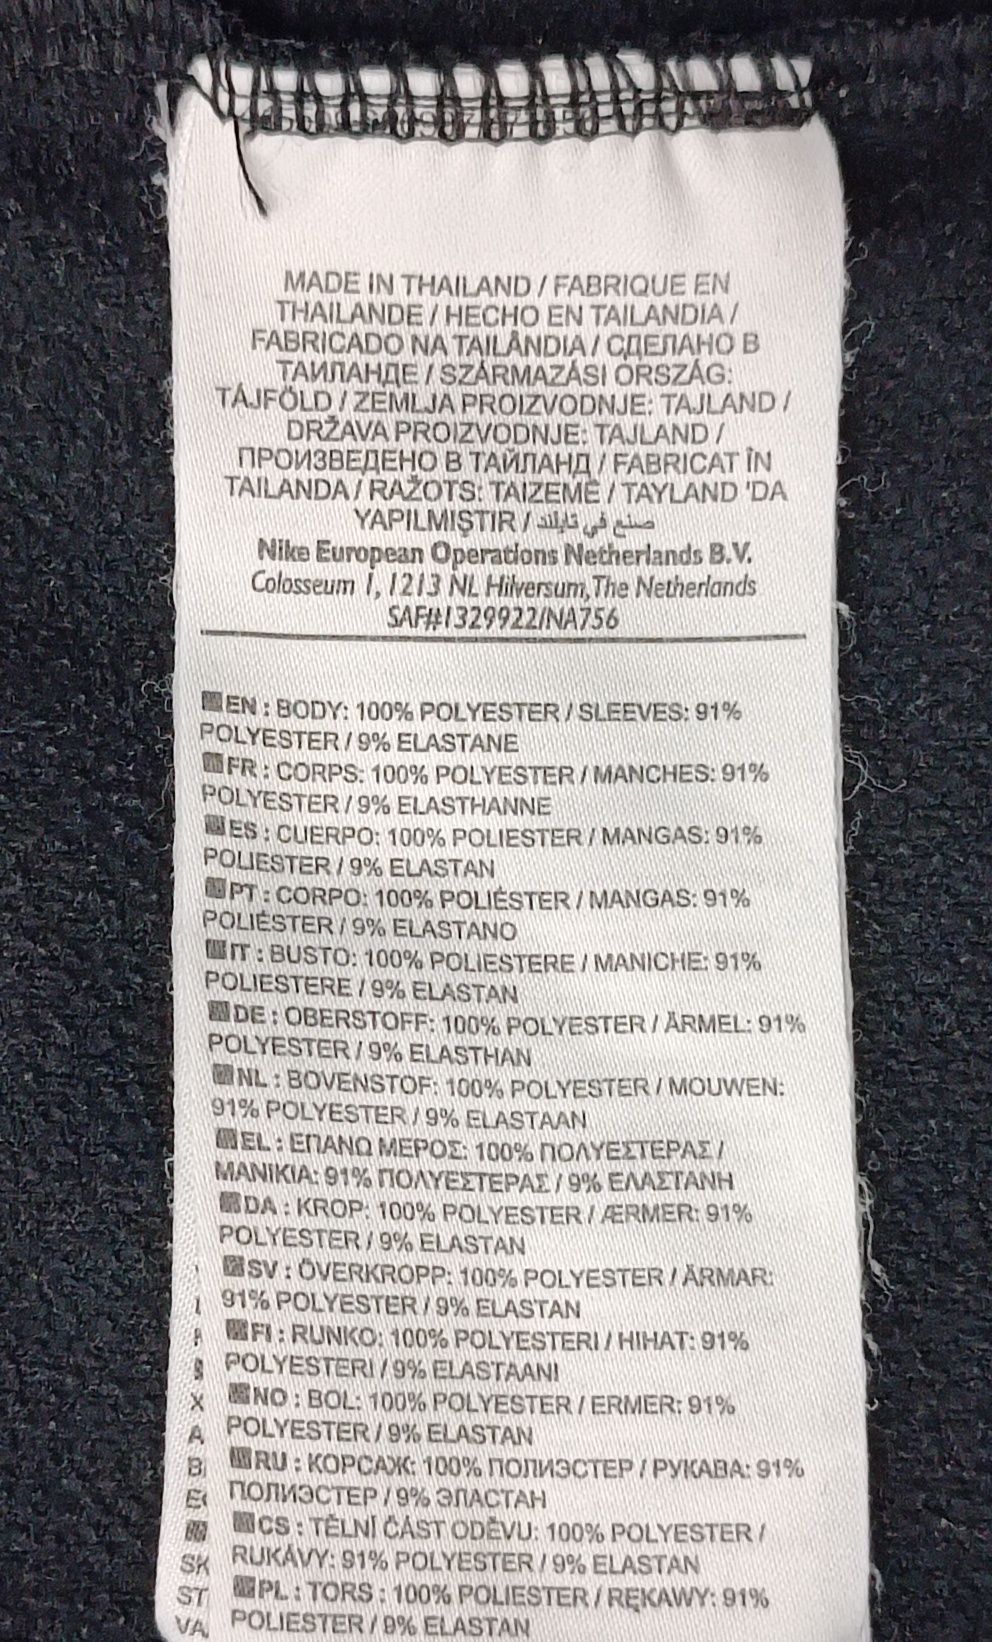 MADE IN THAILAND / FABRIQUE EN
THAILANDE / HECHO EN TAILANDIA /
FABRICADO NA TAILÂNDIA / СДЕЛАНО В
ТАИЛАНДЕ / SZÁRMAZÁSI ORSZÁG:
TÁJFÖLD / ZEMLJA PROIZVODNJE: TAJLAND /
DRŽAVA PROIZVODNJE: TAJLAND /
ПРОИЗВЕДЕНО В ТАЙЛАНД / FABRICAT ÎN
TAILANDA / RAŽOTS: TAIZEMĒ / TAYLAND 'DA
YAPILMIŞTIR / صنع في تايلاند
Nike European Operations Netherlands B.V.
Colosseum 1, 1213 NL Hilversum, The Netherlands
SAF#1329922/NA756
EN : BODY: 100% POLYESTER / SLEEVES: 91%
POLYESTER / 9% ELASTANE
FR : CORPS: 100% POLYESTER / MANCHES: 91%
POLYESTER / 9% ELASTHANNE
ES : CUERPO: 100% POLIESTER / MANGAS: 91%
POLIESTER / 9% ELASTAN
PT : CORPO: 100% POLIÉSTER / MANGAS: 91%
POLIÉSTER / 9% ELASTANO
IT : BUSTO: 100% POLIESTERE / MANICHE: 91%
POLIESTERE / 9% ELASTAN
DE : OBERSTOFF: 100% POLYESTER / ÄRMEL: 91%
POLYESTER / 9% ELASTHAN
NL : BOVENSTOF: 100% POLYESTER / MOUWEN:
91% POLYESTER / 9% ELASTAAN
EL : ΕΠΑΝΩ ΜΕΡΟΣ: 100% ΠΟΛΥΕΣΤΕΡΑΣ /
ΜΑΝΙΚΙΑ: 91% ΠΟΛΥΕΣΤΕΡΑΣ / 9% ΕΛΑΣΤΑΝΗ
DA : KROP: 100% POLYESTER / ÆRMER: 91%
POLYESTER / 9% ELASTAN
SV : ÖVERKROPP: 100% POLYESTER / ÄRMAR:
91% POLYESTER / 9% ELASTAN
FI : RUNKO: 100% POLYESTERI / HIHAT: 91%
POLYESTERI / 9% ELASTAANI
NO : BOL: 100% POLYESTER / ERMER: 91%
POLYESTER / 9% ELASTAN
RU : КОРСАЖ: 100% ПОЛИЭСТЕР / РУКАВА: 91%
ПОЛИЭСТЕР / 9% ЭЛАСТАН
CS : TĚLNÍ ČÁST ODĚVU: 100% POLYESTER /
RUKÁVY: 91% POLYESTER / 9% ELASTAN
PL : TORS : 100% POLIESTER / RĘKAWY: 91%
POLIESTER / 9% ELASTAN